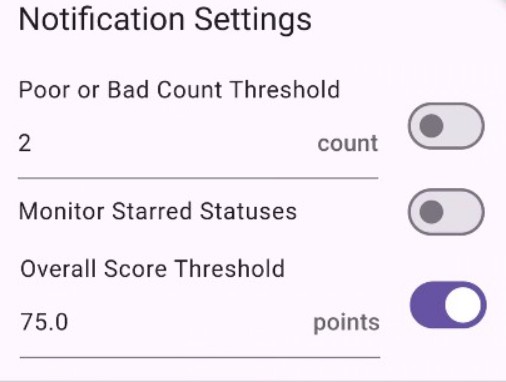 Notification Settings
Poor or Bad Count Threshold
2 count
Monitor Starred Statuses
Overall Score Threshold
75.0 points